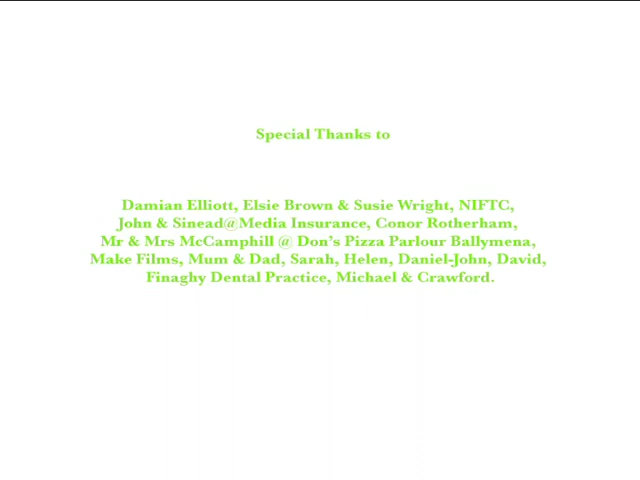 Special Thanks to
Damian Elliott, Elsie Brown & Susie Wright, NIFTC,
John & Sinead@Media Insurance, Conor Rotherham,
Mr & Mrs McCamphill @ Don's Pizza Parlour Ballymena,
Make Films, Mum & Dad, Sarah, Helen, Daniel-John, David,
Finaghy Dental Practice, Michael & Crawford.